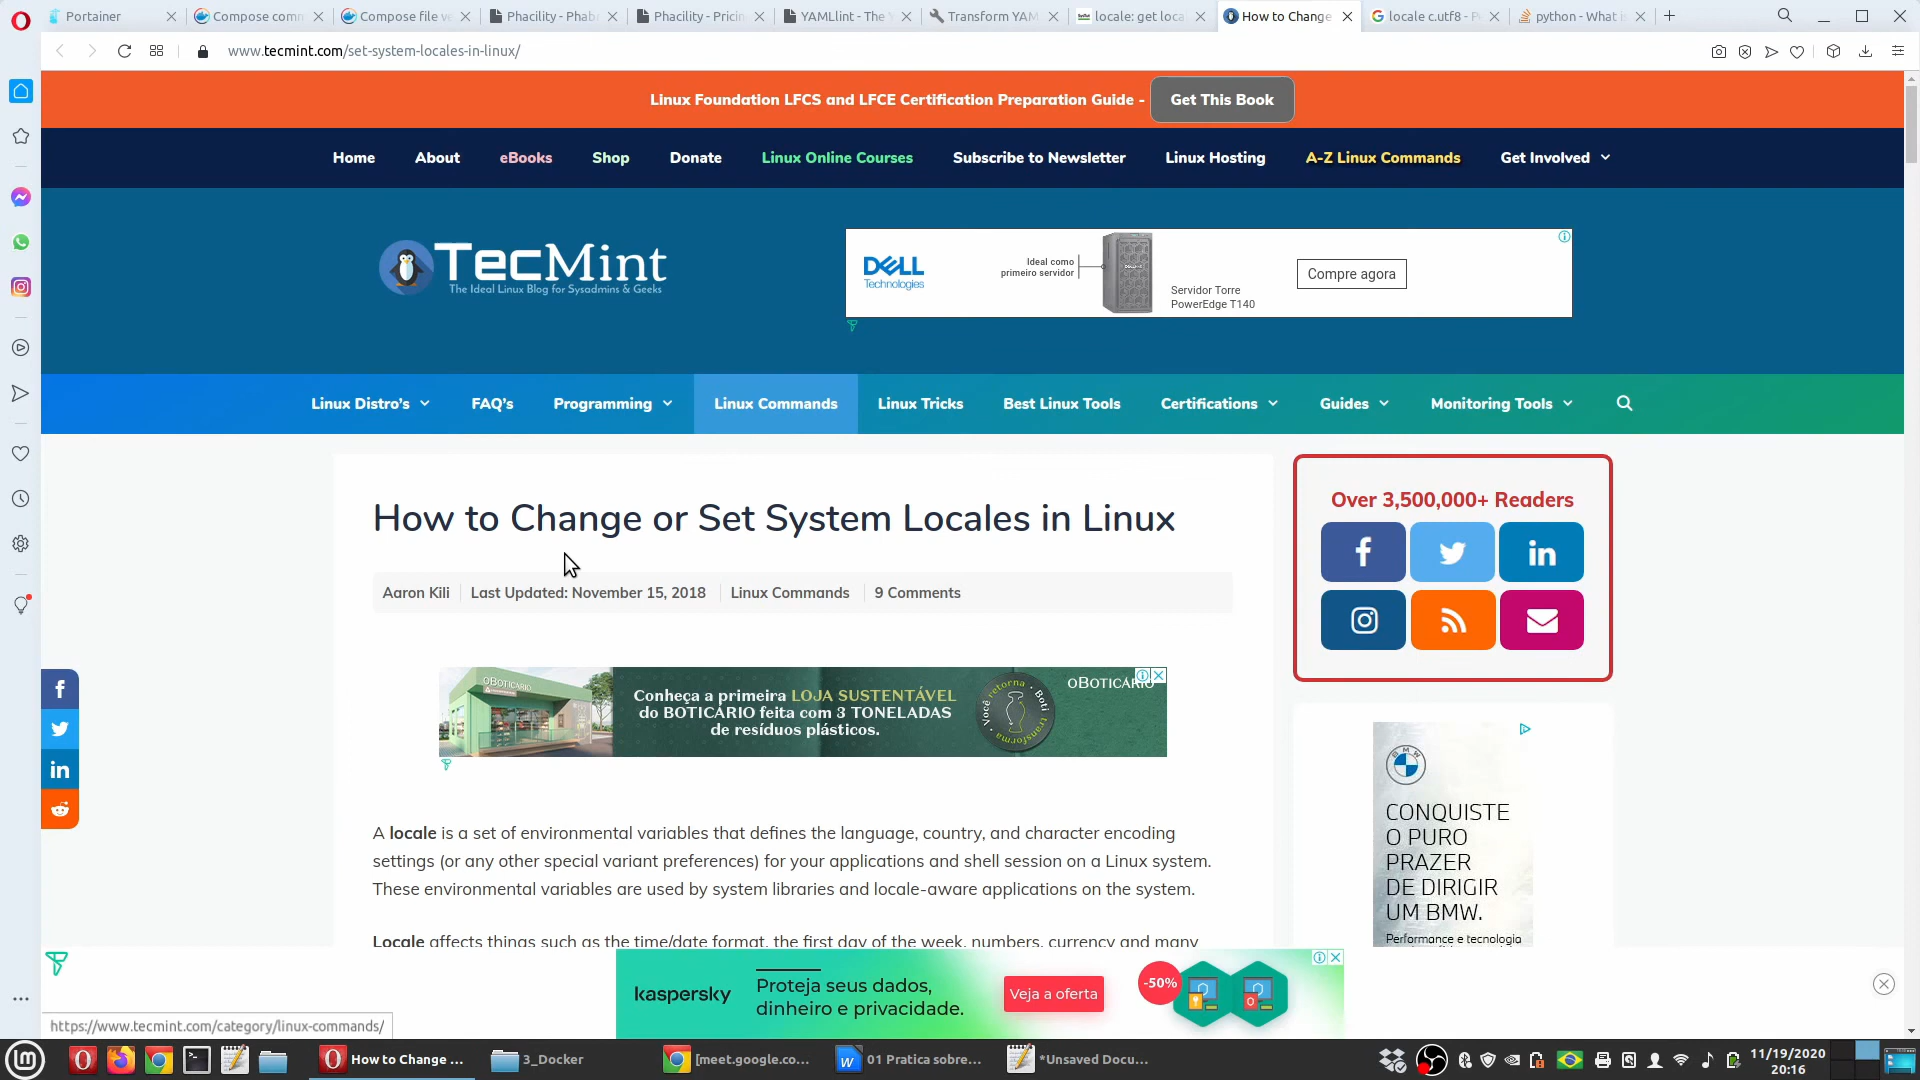 Portainer
Compose comm
Compose file ve
Phacility - Phab
Phacility - Pricin
YAMLlint - The Y
Transform YAM
locale: get loca
How to Change
locale c.utf8 - P
python - What is
www.tecmint.com/set-system-locales-in-linux/
Linux Foundation LFCS and LFCE Certification Preparation Guide - Get This Book
Home About eBooks Shop Donate Linux Online Courses Subscribe to Newsletter Linux Hosting A-Z Linux Commands Get Involved
TecMint
The Ideal Linux Blog for Sysadmins & Geeks
DELL
Technologies
Ideal como
primeiro servidor
Servidor Torre
PowerEdge T140
Compre agora
Linux Distro's FAQ's Programming Linux Commands Linux Tricks Best Linux Tools Certifications Guides Monitoring Tools
How to Change or Set System Locales in Linux
Aaron Kili Last Updated: November 15, 2018 Linux Commands 9 Comments
Over 3,500,000+ Readers
oBOTICÁRIO
Conheça a primeira LOJA SUSTENTÁVEL
do BOTICÁRIO feita com 3 TONELADAS
de resíduos plásticos.
Você retorna · Boti transforma ·
oBOTICÁRIO
A locale is a set of environmental variables that defines the language, country, and character encoding
settings (or any other special variant preferences) for your applications and shell session on a Linux system.
These environmental variables are used by system libraries and locale-aware applications on the system.
Locale affects things such as the time/date format, the first day of the week, numbers, currency and many
BMW
CONQUISTE
O PURO
PRAZER
DE DIRIGIR
UM BMW.
Performance e tecnologia
kaspersky
Proteja seus dados,
dinheiro e privacidade.
Veja a oferta
-50%
https://www.tecmint.com/category/linux-commands/
How to Change ...
3_Docker
[meet.google.co...
01 Pratica sobre...
*Unsaved Docu...
11/19/2020
20:16